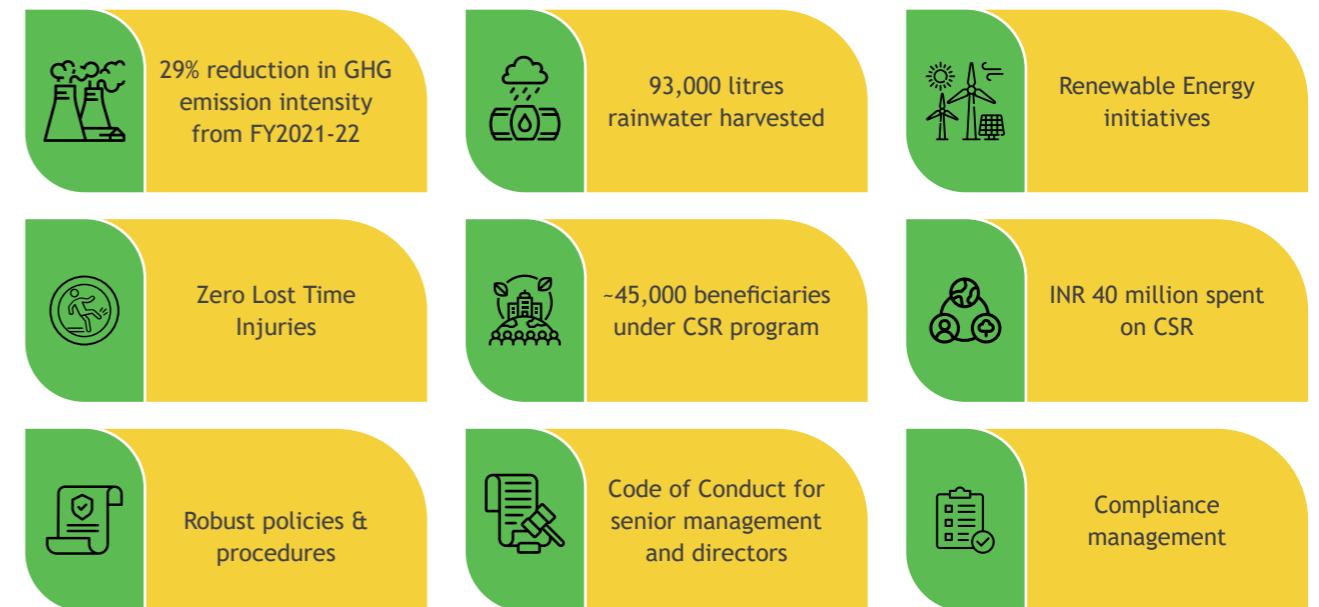 29% reduction in GHG
emission intensity
from FY2021-22
93,000 litres
rainwater harvested
Renewable Energy
initiatives
Zero Lost Time
Injuries
~45,000 beneficiaries
under CSR program
INR 40 million spent
on CSR
Robust policies &
procedures
Code of Conduct for
senior management
and directors
Compliance
management